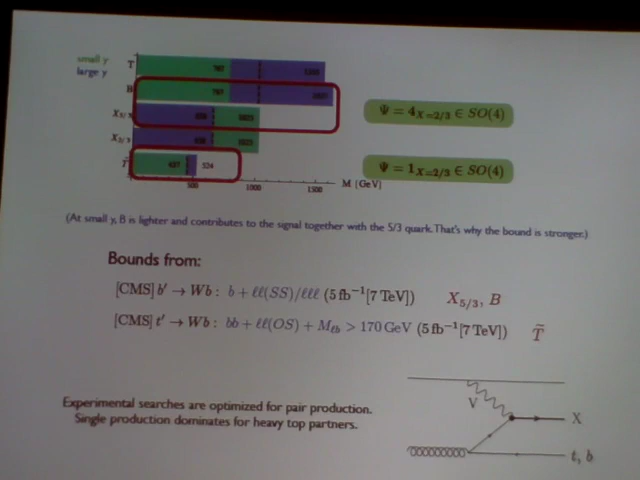 small y
large y
T
B
X5/3
X2/3
T̃
500
1000
1500
M (GeV)
1023
1023
524
Ψ = 4X=2/3 ∈ SO(4)
Ψ = 1X=2/3 ∈ SO(4)
(At small y, B is lighter and contributes to the signal together with the 5/3 quark. That's why the bound is stronger.)
Bounds from:
[CMS] b′ → Wb : b + ℓℓ(SS)/ℓℓℓ (5 fb⁻¹[7 TeV]) X5/3, B
[CMS] t′ → Wb : bb + ℓℓ(OS) + Mℓb > 170 GeV (5 fb⁻¹[7 TeV]) T̃
Experimental searches are optimized for pair production.
Single production dominates for heavy top partners.
V
X
t, b